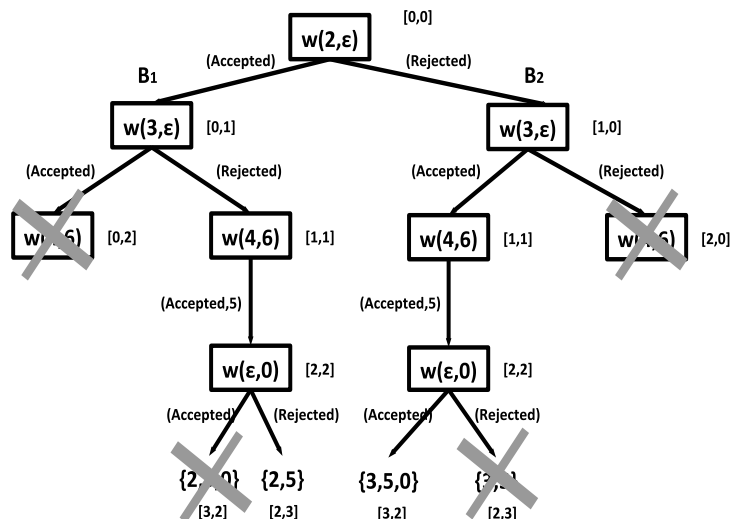 [0,0]
w(2,ε)
(Accepted) (Rejected)
B1 B2
w(3,ε) [0,1] w(3,ε) [1,0]
(Accepted) (Rejected) (Accepted) (Rejected)
[0,2] w(4,6) [1,1] w(4,6) [1,1] [2,0]
(Accepted,5) (Accepted,5)
w(ε,0) [2,2] w(ε,0) [2,2]
(Accepted) (Rejected) (Accepted) (Rejected)
{2,5} {3,5,0}
[3,2] [2,3] [3,2] [2,3]